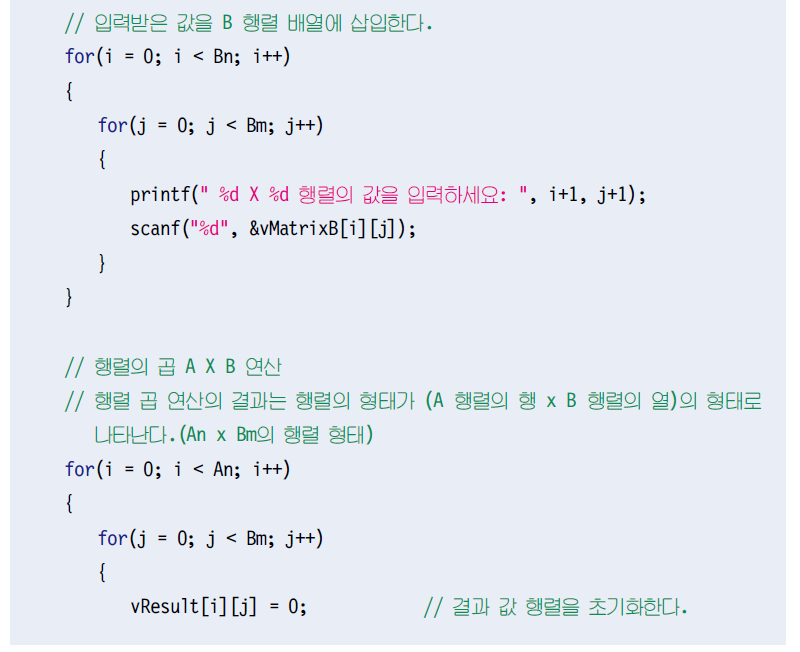 // 입력받은 값을 B 행렬 배열에 삽입한다.
for(i = 0; i < Bn; i++)
{
for(j = 0; j < Bm; j++)
{
printf(" %d X %d 행렬의 값을 입력하세요: ", i+1, j+1);
scanf("%d", &vMatrixB[i][j]);
}
}
// 행렬의 곱 A X B 연산
// 행렬 곱 연산의 결과는 행렬의 형태가 (A 행렬의 행 x B 행렬의 열)의 형태로
나타난다.(An x Bm의 행렬 형태)
for(i = 0; i < An; i++)
{
for(j = 0; j < Bm; j++)
{
vResult[i][j] = 0; // 결과 값 행렬을 초기화한다.